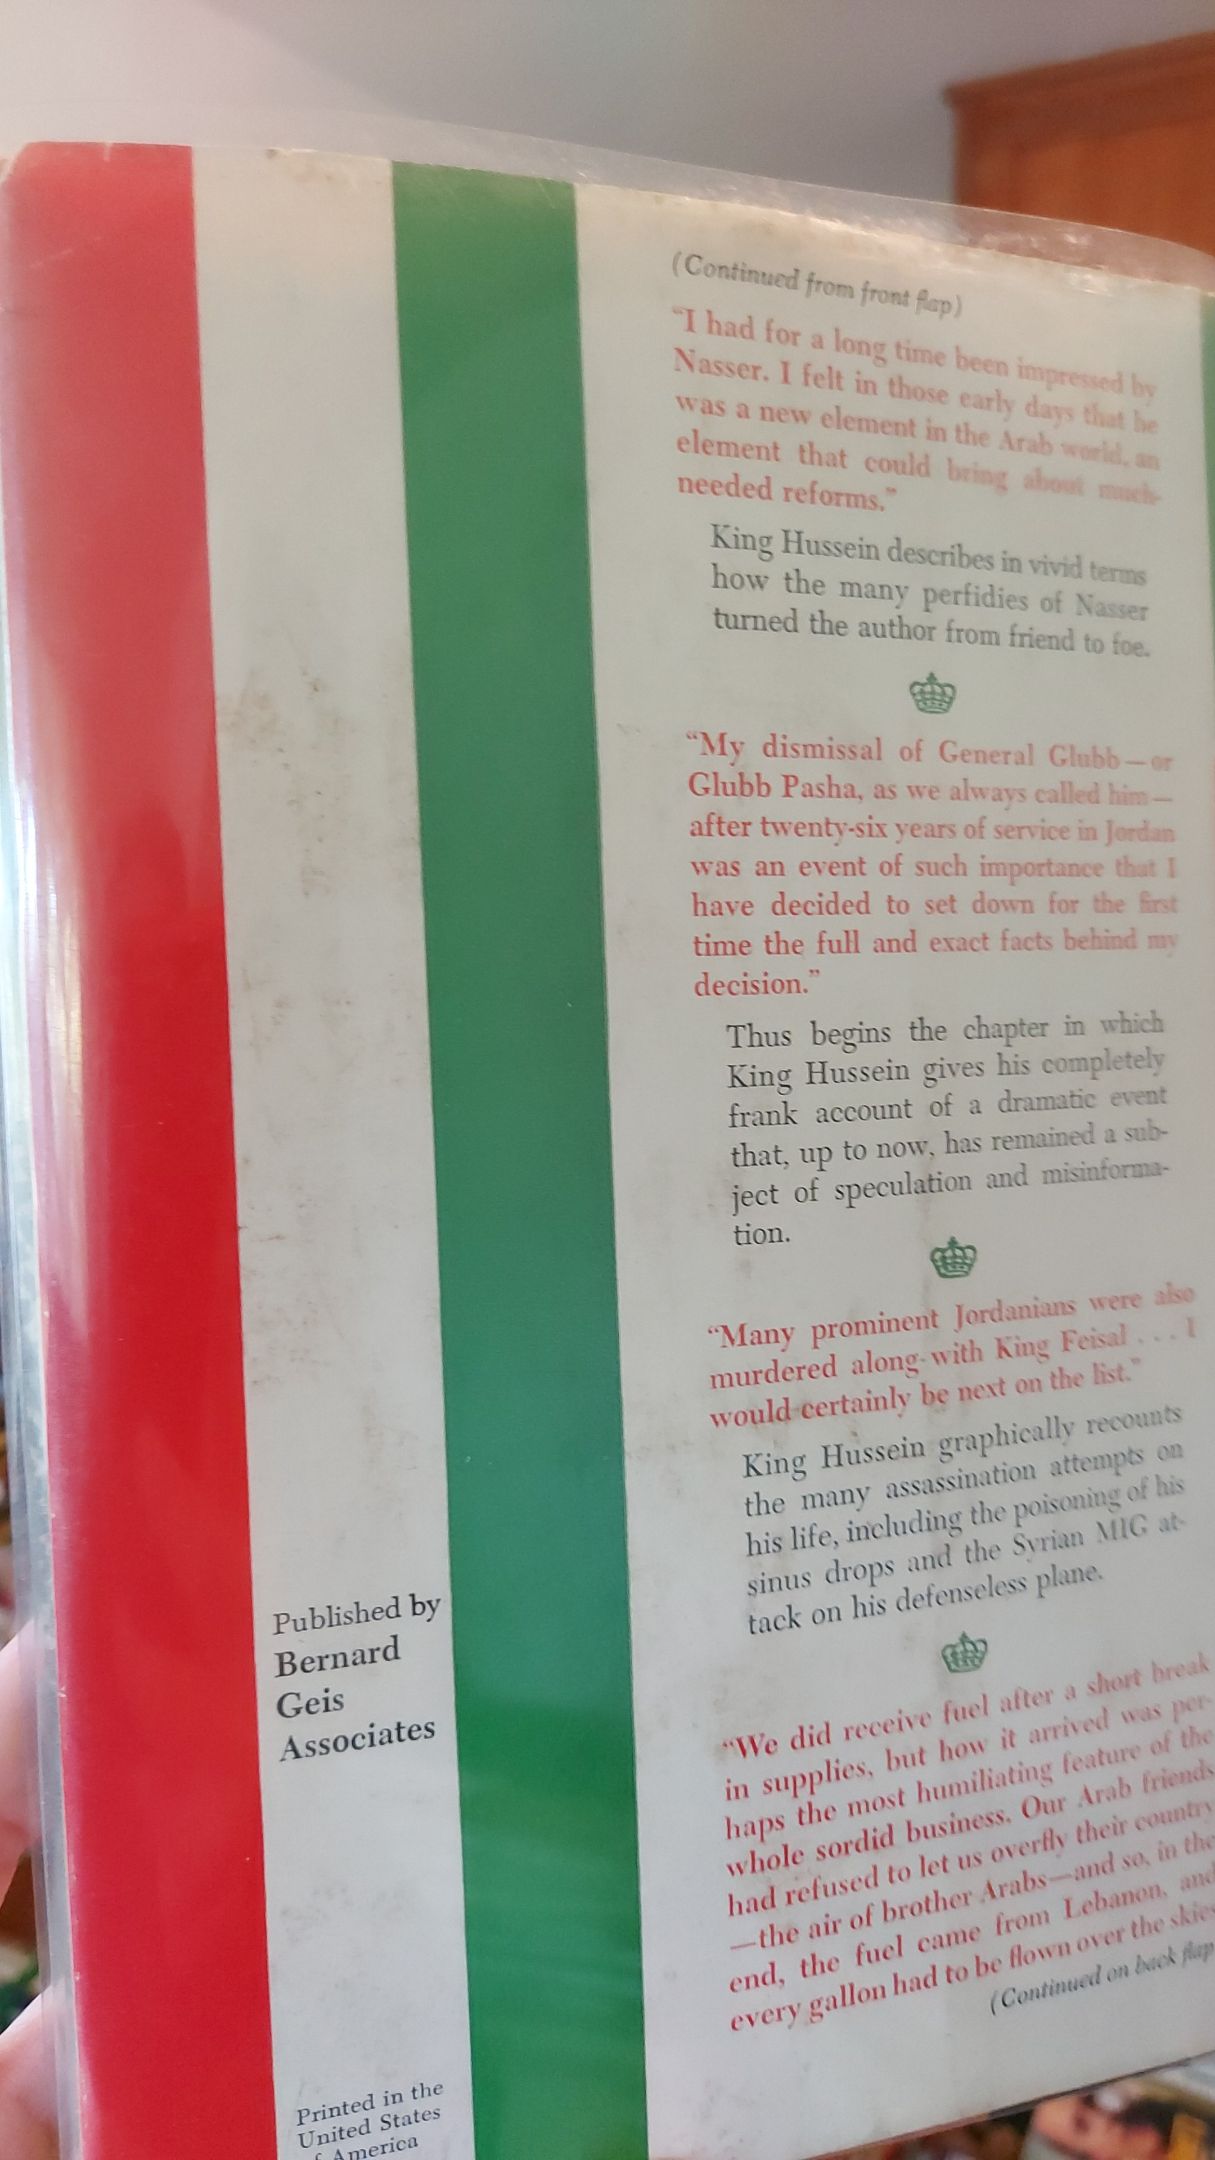 (Continued from front flap)
“I had for a long time been impressed by
Nasser. I felt in those early days that he
was a new element in the Arab world, an
element that could bring about much-
needed reforms.”
King Hussein describes in vivid terms
how the many perfidies of Nasser
turned the author from friend to foe.
“My dismissal of General Glubb—or
Glubb Pasha, as we always called him—
after twenty-six years of service in Jordan
was an event of such importance that I
have decided to set down for the first
time the full and exact facts behind my
decision.”
Thus begins the chapter in which
King Hussein gives his completely
frank account of a dramatic event
that, up to now, has remained a sub-
ject of speculation and misinforma-
tion.
“Many prominent Jordanians were also
murdered along with King Feisal . . . I
would certainly be next on the list.”
King Hussein graphically recounts
the many assassination attempts on
his life, including the poisoning of his
sinus drops and the Syrian MIG at-
tack on his defenseless plane.
“We did receive fuel after a short break
in supplies, but how it arrived was per-
haps the most humiliating feature of the
whole sordid business. Our Arab friends
had refused to let us overfly their country
—the air of brother Arabs—and so, in the
end, the fuel came from Lebanon, and
every gallon had to be flown over the skies
(Continued on back flap
Published by
Bernard
Geis
Associates
Printed in the
United States
of America